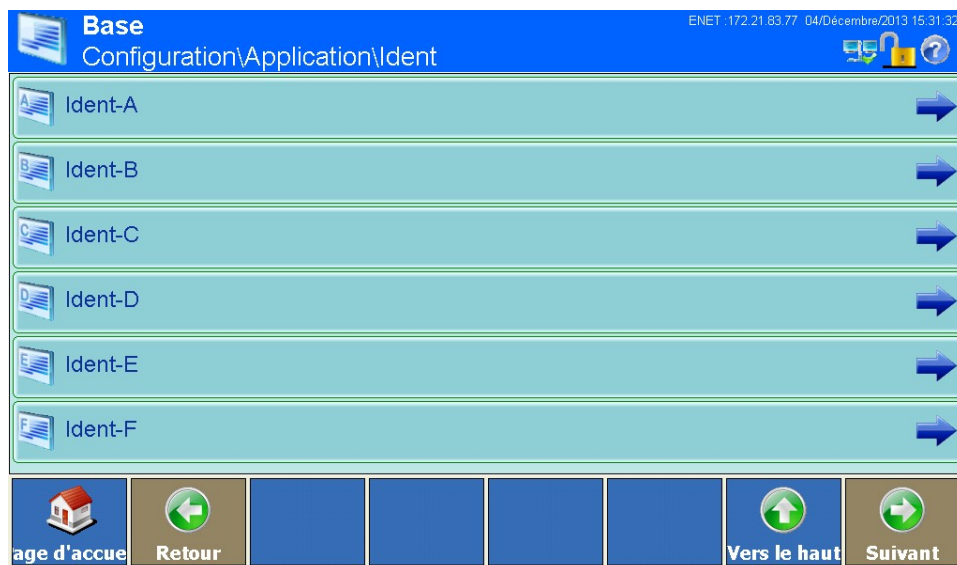 Base
ENET :172.21.83.77 04/Décembre/2013 15:31:32
Configuration\Application\Ident
A
Ident-A
B
Ident-B
C
Ident-C
D
Ident-D
E
Ident-E
F
Ident-F
age d'accue
Retour
Vers le haut
Suivant